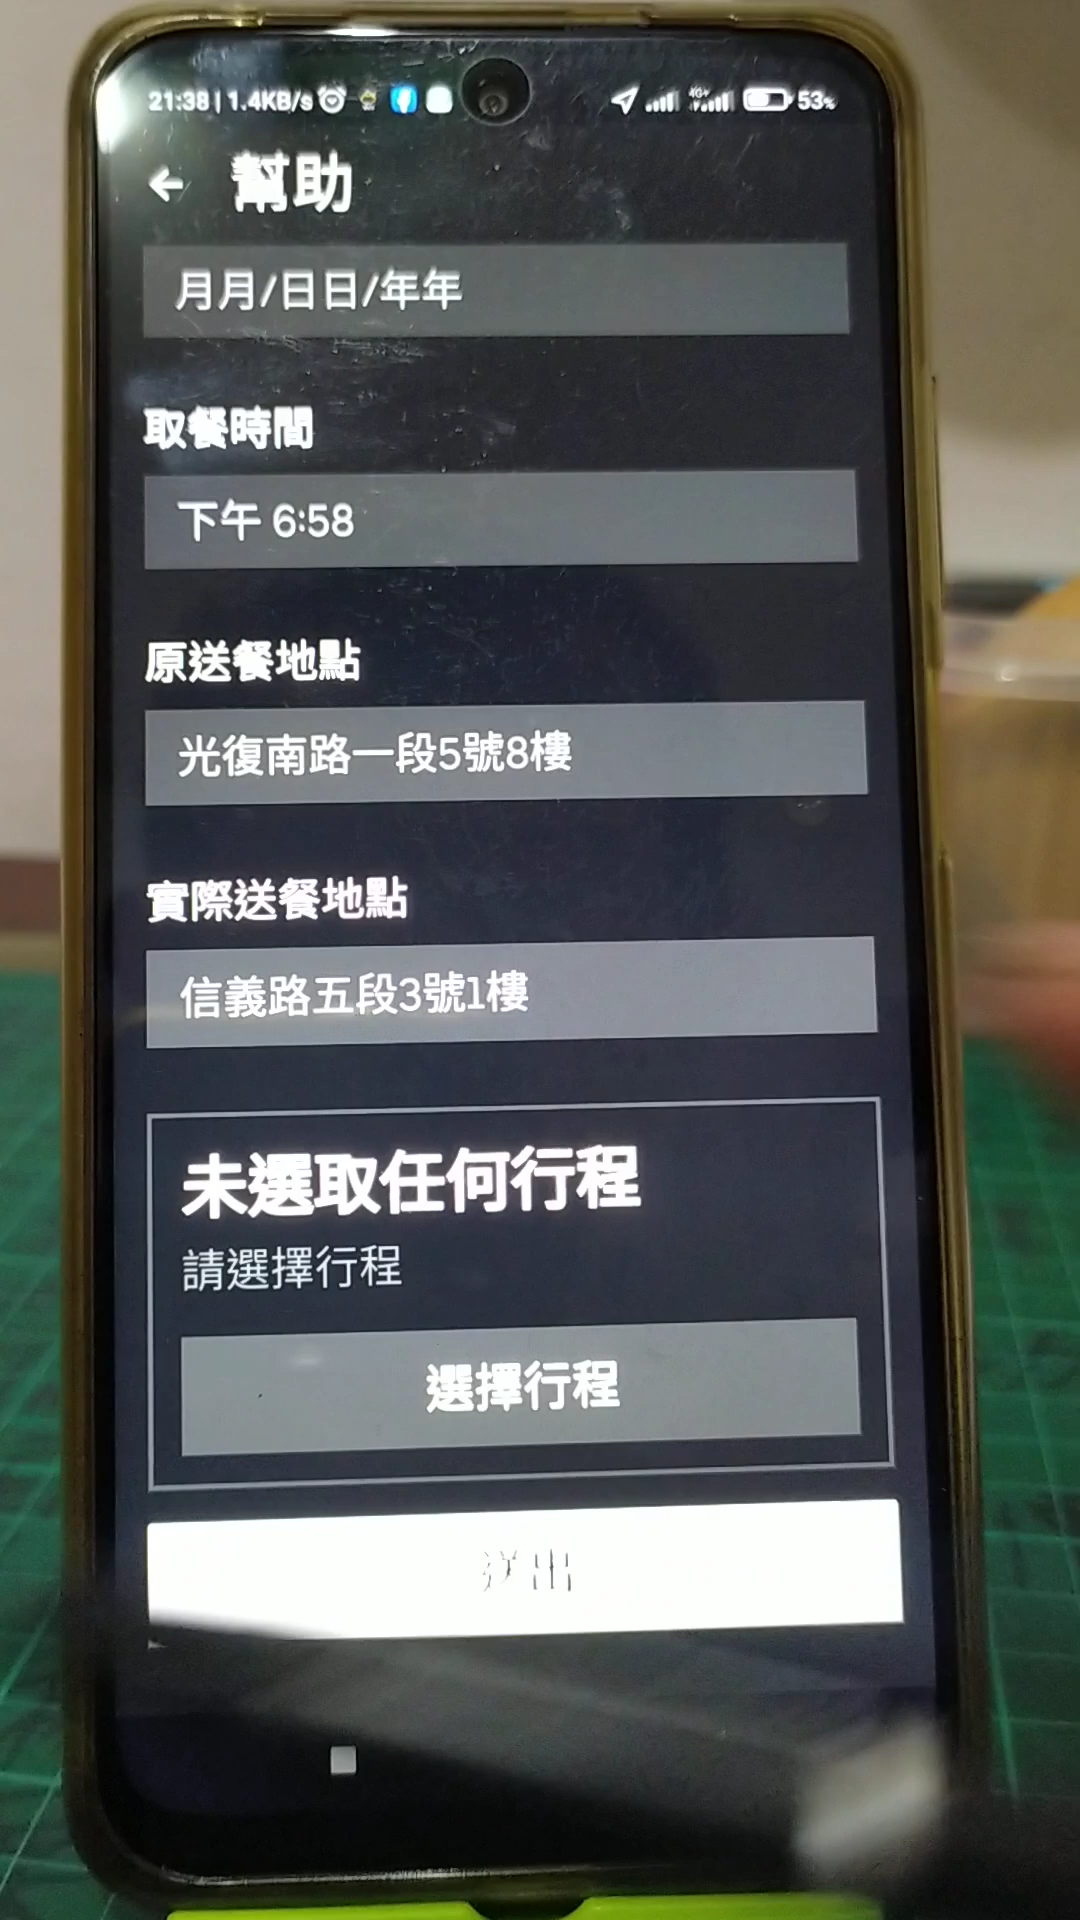 21:38 | 1.4KB/s 4G+ 53%
幫助
月月/日日/年年
取餐時間
下午 6:58
原送餐地點
光復南路一段5號8樓
實際送餐地點
信義路五段3號1樓
未選取任何行程
請選擇行程
選擇行程
送出